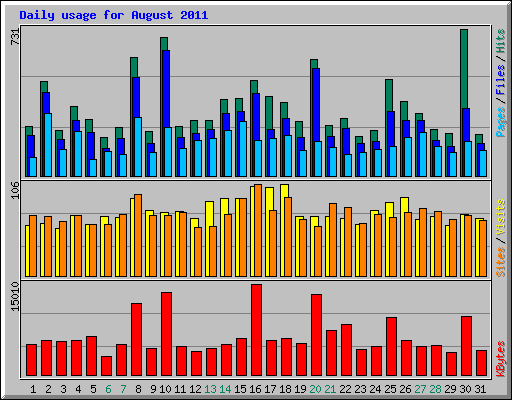 Daily usage for August 2011
731
Pages / Files / Hits
166
Sites / Visits
15010
KBytes
1 2 3 4 5 6 7 8 9 10 11 12 13 14 15 16 17 18 19 20 21 22 23 24 25 26 27 28 29 30 31